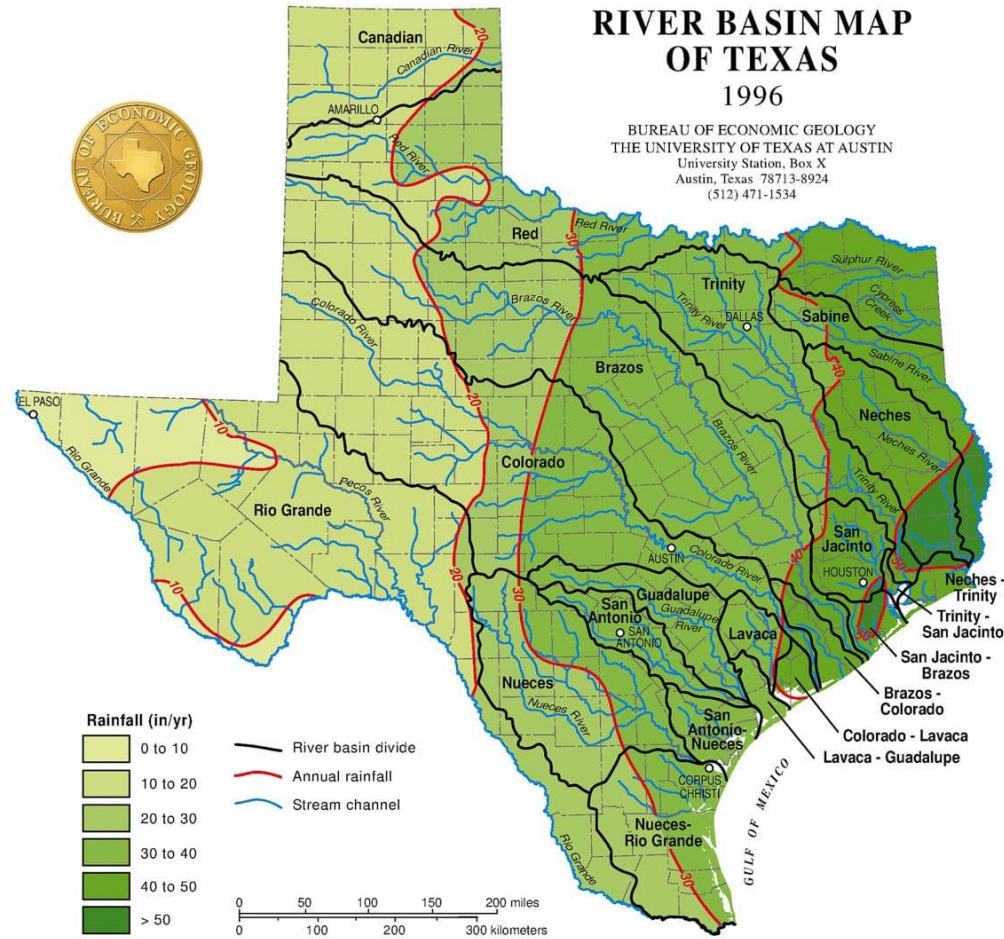 RIVER BASIN MAP
OF TEXAS
1996
BUREAU OF ECONOMIC GEOLOGY
THE UNIVERSITY OF TEXAS AT AUSTIN
University Station, Box X
Austin, Texas 78713-8924
(512) 471-1534
BUREAU OF ECONOMIC GEOLOGY
Canadian
Canadian River
20
AMARILLO
Red River
Red
30
Red River
Sulphur River
Cypress
Creek
Trinity
Trinity River
DALLAS
Sabine
Sabine River
Colorado River
Brazos River
Brazos
40
20
Neches
Neches River
EL PASO
10
Rio Grande
Rio Grande
Pecos River
Colorado
Brazos River
Trinity River
San
Jacinto
50
HOUSTON
10
20
30
AUSTIN
Colorado River
40
Guadalupe
Guadalupe
River
San
Antonio
SAN
ANTONIO
Lavaca
50
Neches -
Trinity
Trinity -
San Jacinto
San Jacinto -
Brazos
Brazos -
Colorado
Colorado - Lavaca
Lavaca - Guadalupe
Nueces
Nueces River
San
Antonio-
Nueces
CORPUS
CHRISTI
GULF OF MEXICO
Nueces-
Rio Grande
30
Rio Grande
Rainfall (in/yr)
0 to 10
10 to 20
20 to 30
30 to 40
40 to 50
> 50
River basin divide
Annual rainfall
Stream channel
0 50 100 150 200 miles
0 100 200 300 kilometers